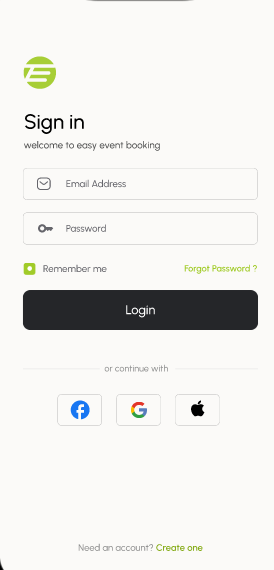 Sign in
welcome to easy event booking
Email Address
Password
Remember me Forgot Password ?
Login
or continue with
Need an account? Create one